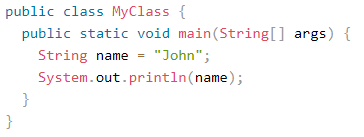 public class MyClass {
  public static void main(String[] args) {
    String name = "John";
    System.out.println(name);
  }
}